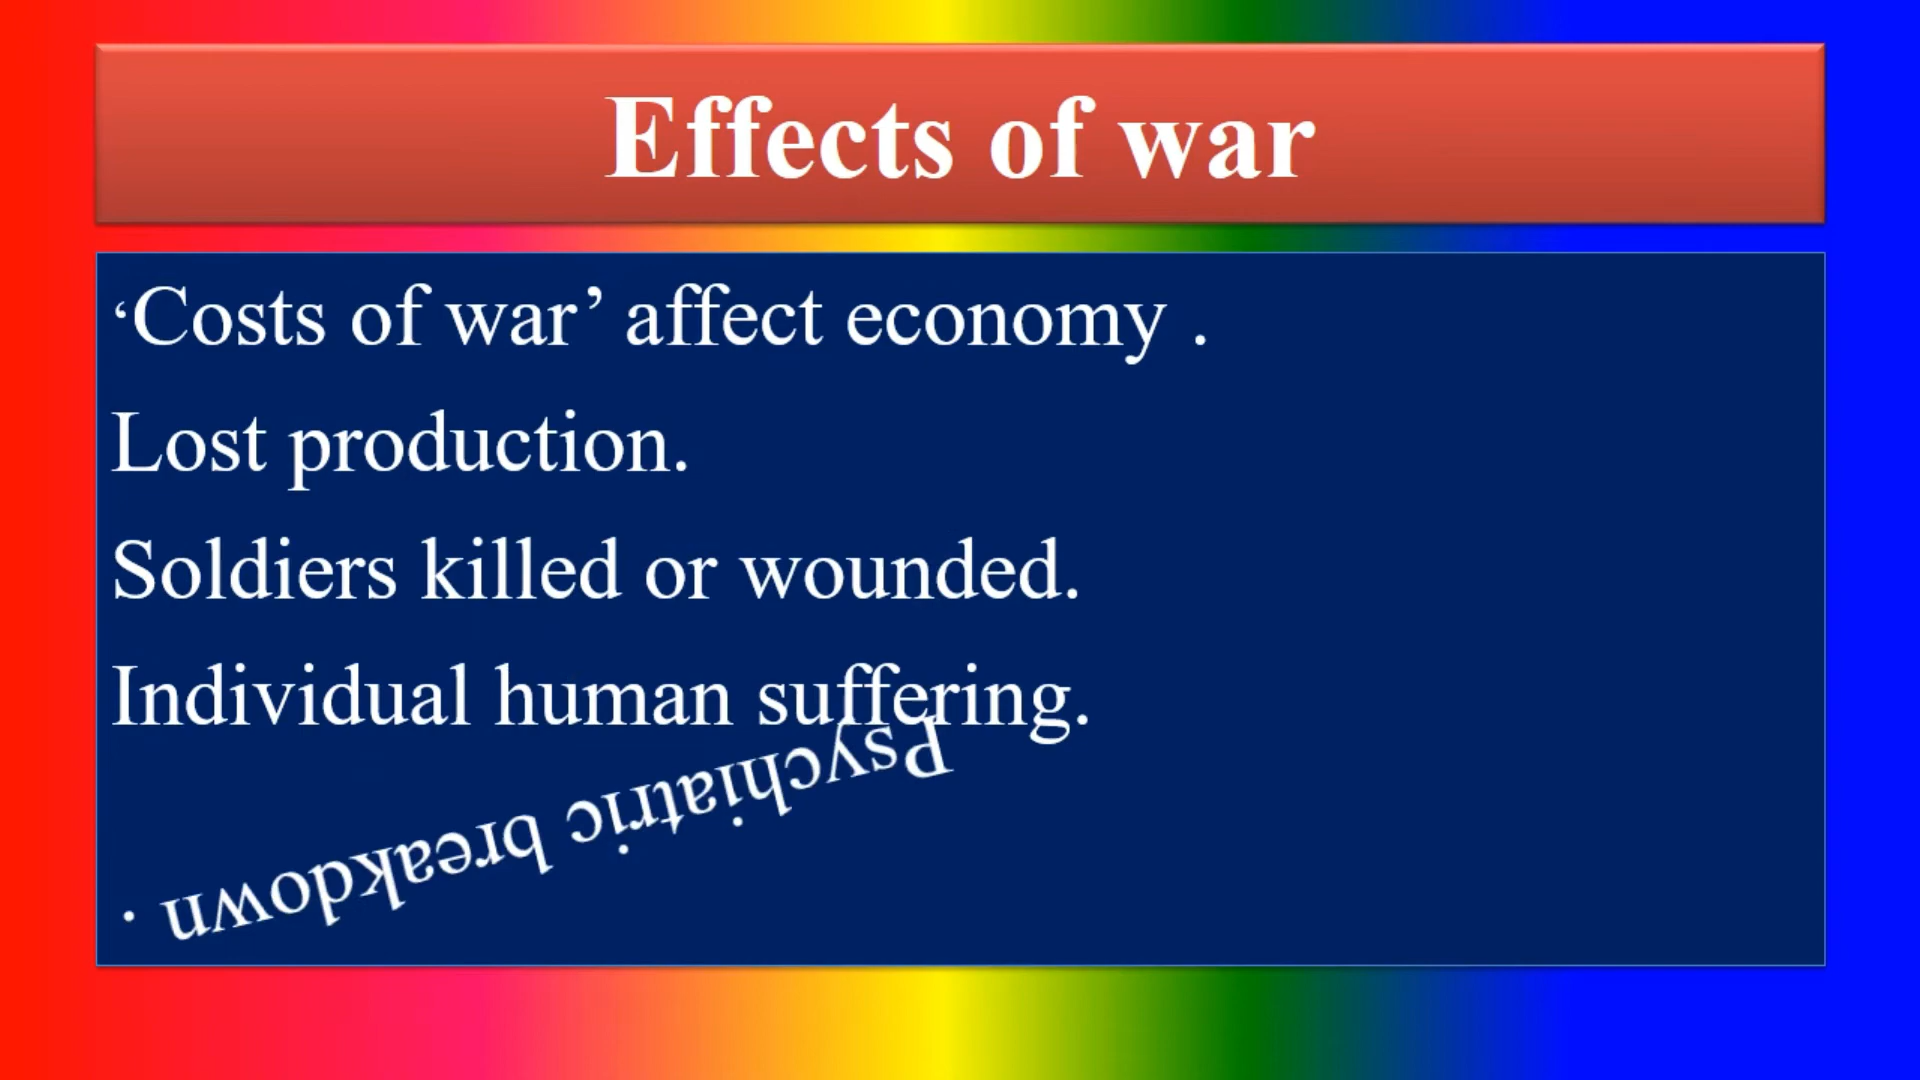 Effects of war
‘Costs of war’ affect economy .
Lost production.
Soldiers killed or wounded.
Individual human suffering.
Psychiatric breakdown .